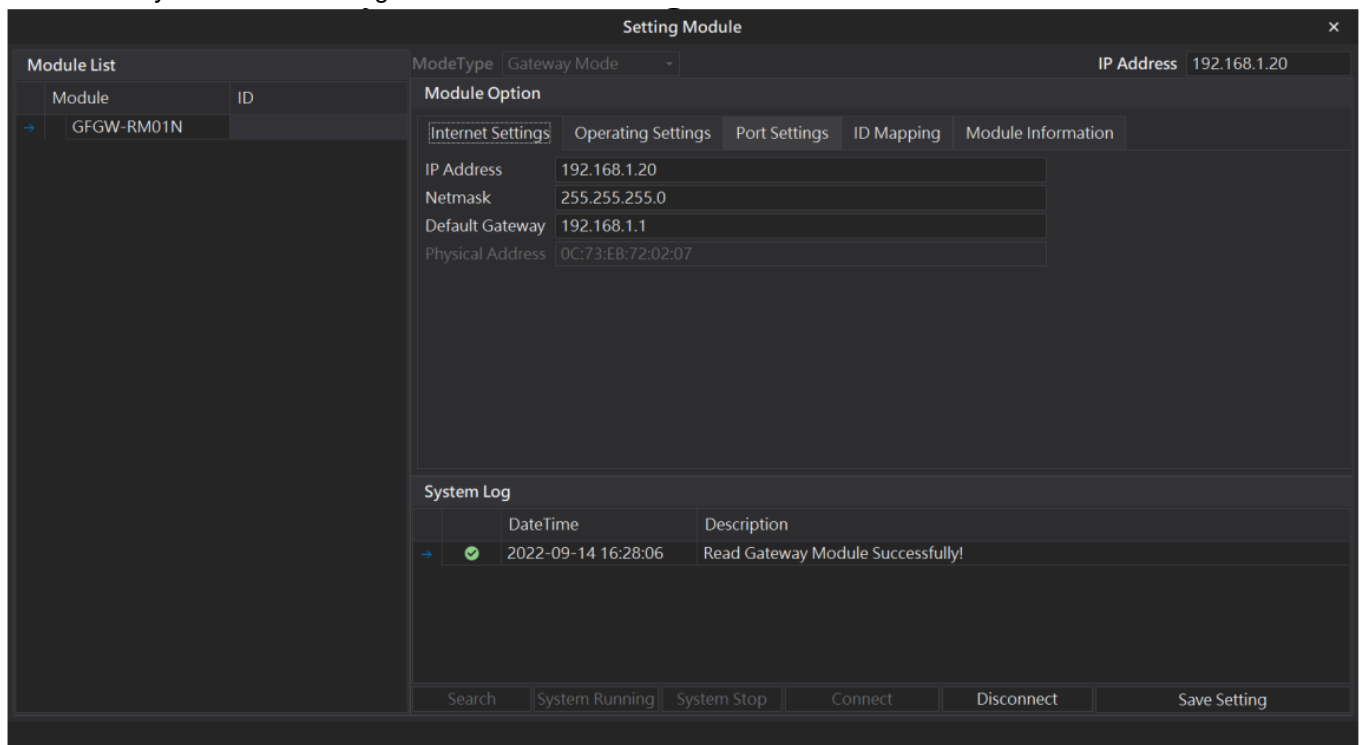 Setting Module ×
Module List
Module ID
GFGW-RM01N
ModeType Gateway Mode IP Address 192.168.1.20
Module Option
Internet Settings Operating Settings Port Settings ID Mapping Module Information
IP Address 192.168.1.20
Netmask 255.255.255.0
Default Gateway 192.168.1.1
Physical Address 0C:73:EB:72:02:07
System Log
DateTime Description
2022-09-14 16:28:06 Read Gateway Module Successfully!
Search System Running System Stop Connect Disconnect Save Setting